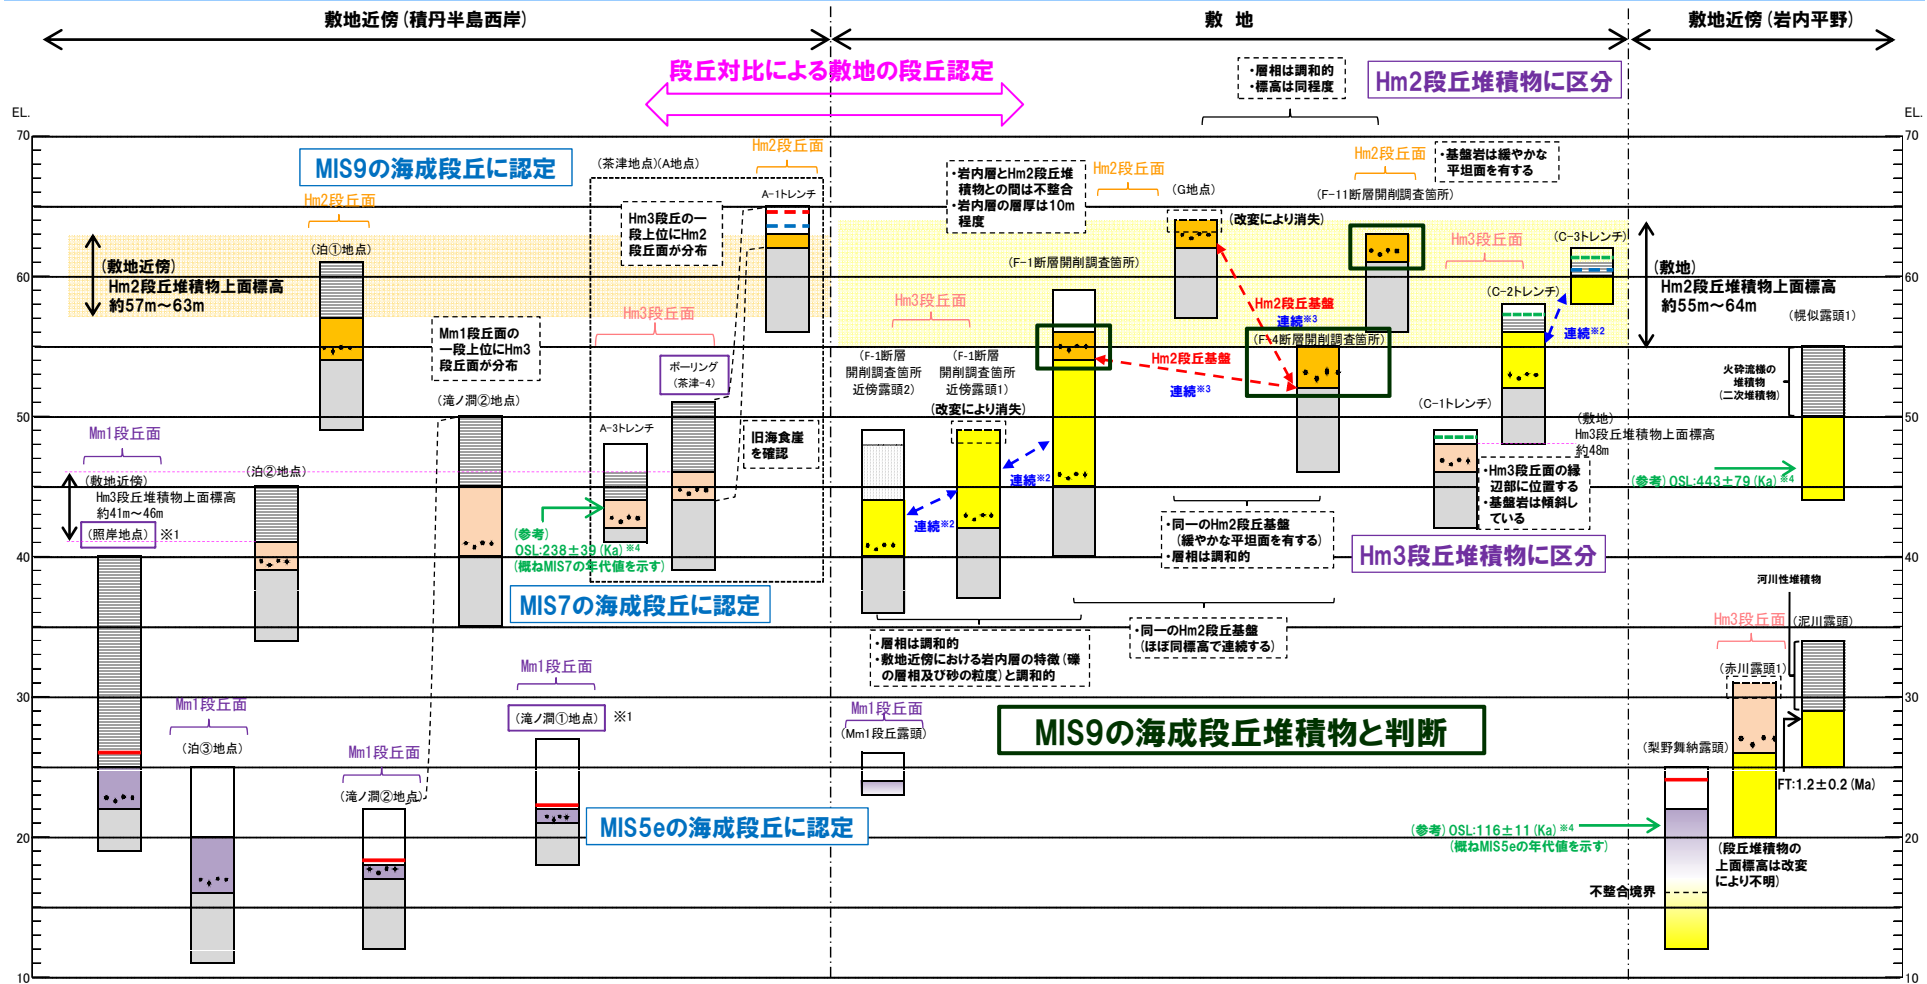 敷地近傍(積丹半島西岸)
敷 地
敷地近傍(岩内平野)
段丘対比による敷地の段丘認定
・層相は調和的
・標高は同程度
Hm2段丘堆積物に区分
EL.
EL.
70
70
60
60
50
50
40
40
30
30
20
20
10
10
MIS9の海成段丘に認定
Hm2段丘面
(泊①地点)
(敷地近傍)
Hm2段丘堆積物上面標高
約57m～63m
(茶津地点)(A地点)
Hm2段丘面
A-1トレンチ
Hm3段丘の一
段上位にHm2
段丘面が分布
Hm3段丘面
Mm1段丘面の
一段上位にHm3
段丘面が分布
ボーリング
(茶津-4)
A-3トレンチ
旧海食崖
を確認
(滝ノ澗②地点)
Mm1段丘面
(敷地近傍)
Hm3段丘堆積物上面標高
約41m～46m
(照岸地点)
※1
(泊②地点)
(参考)
OSL:238±39(Ka)※4
(概ねMIS7の年代値を示す)
MIS7の海成段丘に認定
Mm1段丘面
(泊③地点)
Mm1段丘面
(滝ノ澗②地点)
Mm1段丘面
(滝ノ澗①地点)
※1
MIS5eの海成段丘に認定
・岩内層とHm2段丘堆
積物との間は不整合
・岩内層の層厚は10m
程度
Hm2段丘面
(G地点)
(改変により消失)
Hm2段丘面
(F-11断層開削調査箇所)
・基盤岩は緩やかな
平坦面を有する
Hm3段丘面
(C-3トレンチ)
(F-1断層開削調査箇所)
Hm3段丘面
(F-1断層
開削調査箇所
近傍露頭2)
(F-1断層
開削調査箇所
近傍露頭1)
(改変により消失)
Hm2段丘基盤
連続※3
(F-4断層開削調査箇所)
Hm2段丘基盤
連続※3
(C-2トレンチ)
連続※2
(敷地)
Hm2段丘堆積物上面標高
約55m～64m
(幌似露頭1)
火砕流様の
堆積物
(二次堆積物)
(C-1トレンチ)
(敷地)
Hm3段丘堆積物上面標高
約48m
・Hm3段丘面の縁
辺部に位置する
・基盤岩は傾斜し
ている
連続※2
連続※2
(参考)OSL:443±79(Ka)※4
・同一のHm2段丘基盤
(緩やかな平坦面を有する)
・層相は調和的
Hm3段丘堆積物に区分
・同一のHm2段丘基盤
(ほぼ同標高で連続する)
・層相は調和的
・敷地近傍における岩内層の特徴(礫
の層相及び砂の粒度)と調和的
河川性堆積物
Hm3段丘面
(泥川露頭)
(赤川露頭1)
Mm1段丘面
(Mm1段丘露頭)
MIS9の海成段丘堆積物と判断
(梨野舞納露頭)
FT:1.2±0.2(Ma)
(参考)OSL:116±11(Ka)※4
(概ねMIS5eの年代値を示す)
(段丘堆積物の
上面標高は改変
により不明)
不整合境界